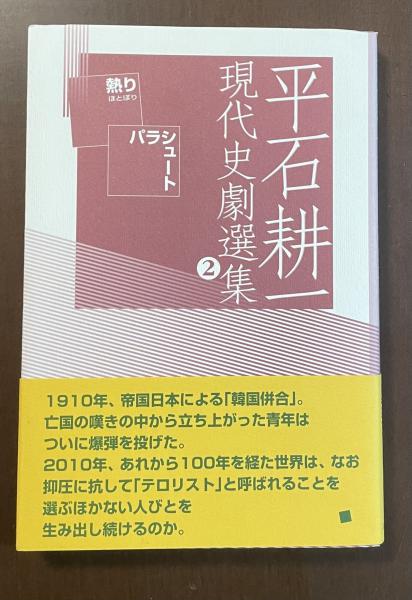 平石耕一
現代史劇選集
2
熱り
ほとぼり
パラシュート
1910年、帝国日本による「韓国併合」。
亡国の嘆きの中から立ち上がった青年は
ついに爆弾を投げた。
2010年、あれから100年を経た世界は、なお
抑圧に抗して「テロリスト」と呼ばれることを
選ぶほかない人びとを
生み出し続けるのか。